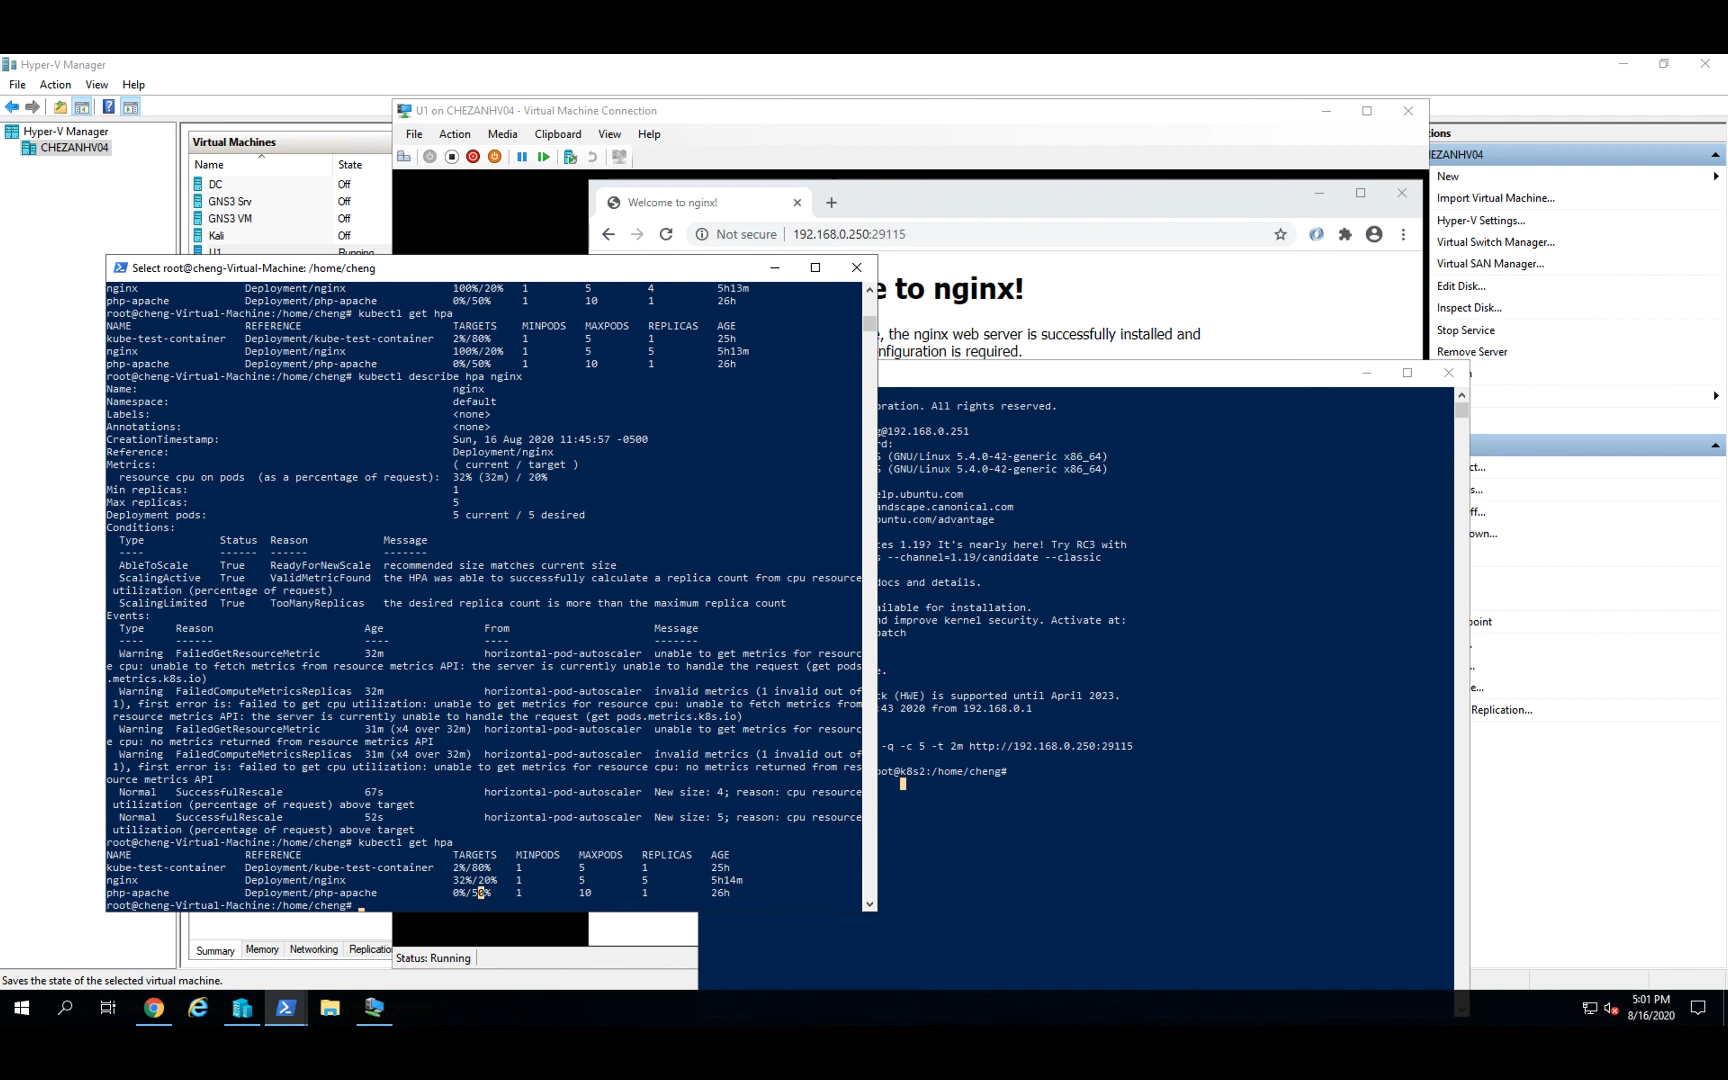 Hyper-V Manager
File Action View Help
Hyper-V Manager
CHEZANHV04
Virtual Machines
Name State
DC Off
GNS3 Srv Off
GNS3 VM Off
Kali Off
U1 Running
U1 on CHEZANHV04 - Virtual Machine Connection
File Action Media Clipboard View Help
Welcome to nginx!
Not secure 192.168.0.250:29115
e to nginx!
e, the nginx web server is successfully installed and
nfiguration is required.
Select root@cheng-Virtual-Machine: /home/cheng
nginx Deployment/nginx 100%/20% 1 5 4 5h13m
php-apache Deployment/php-apache 0%/50% 1 10 1 26h
root@cheng-Virtual-Machine:/home/cheng# kubectl get hpa
NAME REFERENCE TARGETS MINPODS MAXPODS REPLICAS AGE
kube-test-container Deployment/kube-test-container 2%/80% 1 5 1 25h
nginx Deployment/nginx 100%/20% 1 5 5 5h13m
php-apache Deployment/php-apache 0%/50% 1 10 1 26h
root@cheng-Virtual-Machine:/home/cheng# kubectl describe hpa nginx
Name: nginx
Namespace: default
Labels: <none>
Annotations: <none>
CreationTimestamp: Sun, 16 Aug 2020 11:45:57 -0500
Reference: Deployment/nginx
Metrics: ( current / target )
resource cpu on pods (as a percentage of request): 32% (32m) / 20%
Min replicas: 1
Max replicas: 5
Deployment pods: 5 current / 5 desired
Conditions:
Type Status Reason Message
---- ------ ------ -------
AbleToScale True ReadyForNewScale recommended size matches current size
ScalingActive True ValidMetricFound the HPA was able to successfully calculate a replica count from cpu resource
utilization (percentage of request)
ScalingLimited True TooManyReplicas the desired replica count is more than the maximum replica count
Events:
Type Reason Age From Message
---- ------ ---- ---- -------
Warning FailedGetResourceMetric 32m horizontal-pod-autoscaler unable to get metrics for resourc
e cpu: unable to fetch metrics from resource metrics API: the server is currently unable to handle the request (get pods
.metrics.k8s.io)
Warning FailedComputeMetricsReplicas 32m horizontal-pod-autoscaler invalid metrics (1 invalid out of
1), first error is: failed to get cpu utilization: unable to get metrics for resource cpu: unable to fetch metrics from
resource metrics API: the server is currently unable to handle the request (get pods.metrics.k8s.io)
Warning FailedGetResourceMetric 31m (x4 over 32m) horizontal-pod-autoscaler unable to get metrics for resourc
e cpu: no metrics returned from resource metrics API
Warning FailedComputeMetricsReplicas 31m (x4 over 32m) horizontal-pod-autoscaler invalid metrics (1 invalid out of
1), first error is: failed to get cpu utilization: unable to get metrics for resource cpu: no metrics returned from res
ource metrics API
Normal SuccessfulRescale 67s horizontal-pod-autoscaler New size: 4; reason: cpu resource
utilization (percentage of request) above target
Normal SuccessfulRescale 52s horizontal-pod-autoscaler New size: 5; reason: cpu resource
utilization (percentage of request) above target
root@cheng-Virtual-Machine:/home/cheng# kubectl get hpa
NAME REFERENCE TARGETS MINPODS MAXPODS REPLICAS AGE
kube-test-container Deployment/kube-test-container 2%/80% 1 5 1 25h
nginx Deployment/nginx 32%/20% 1 5 5 5h14m
php-apache Deployment/php-apache 0%/50% 1 10 1 26h
root@cheng-Virtual-Machine:/home/cheng#
oration. All rights reserved.
g@192.168.0.251
rd:
S (GNU/Linux 5.4.0-42-generic x86_64)
S (GNU/Linux 5.4.0-42-generic x86_64)
elp.ubuntu.com
andscape.canonical.com
buntu.com/advantage
tes 1.19? It's nearly here! Try RC3 with
s --channel=1.19/candidate --classic
docs and details.
ailable for installation.
nd improve kernel security. Activate at:
patch
e.
ck (HWE) is supported until April 2023.
:43 2020 from 192.168.0.1
-q -c 5 -t 2m http://192.168.0.250:29115
oot@k8s2:/home/cheng#
ions
EZANHV04
New
Import Virtual Machine...
Hyper-V Settings...
Virtual Switch Manager...
Virtual SAN Manager...
Edit Disk...
Inspect Disk...
Stop Service
Remove Server
ct...
s...
ff...
own...
point
e...
Replication...
Summary Memory Networking Replicatio
Status: Running
Saves the state of the selected virtual machine.
5:01 PM
8/16/2020